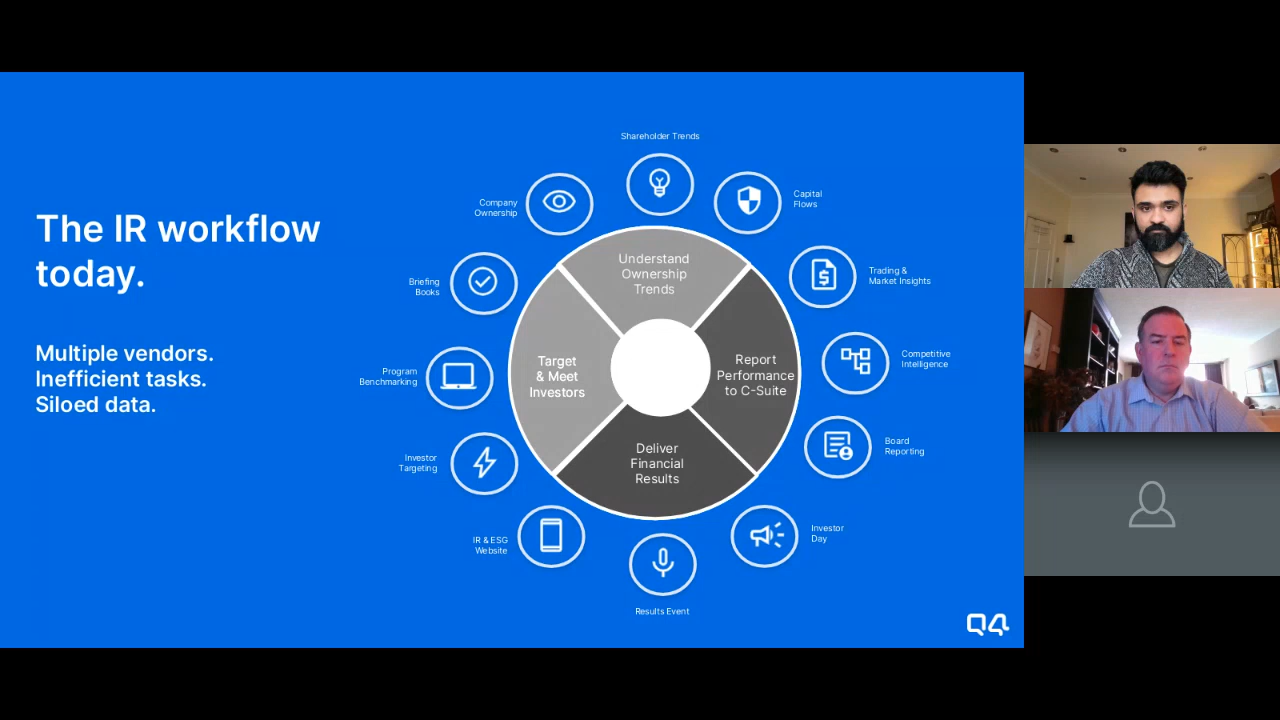 The IR workflow
today.
Multiple vendors.
Inefficient tasks.
Siloed data.
Shareholder Trends
Capital
Flows
Trading &
Market Insights
Competitive
Intelligence
Board
Reporting
Investor
Day
Results Event
IR & ESG
Website
Investor
Targeting
Program
Benchmarking
Briefing
Books
Company
Ownership
Understand
Ownership
Trends
Report
Performance
to C-Suite
Deliver
Financial
Results
Target
& Meet
Investors
Q4